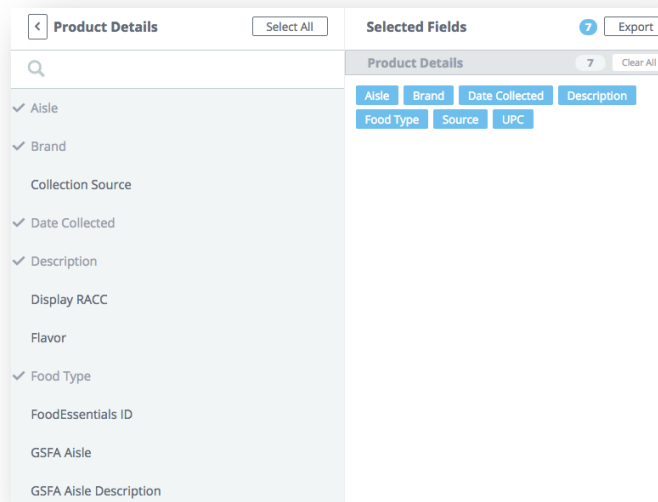 Product Details
Select All
Aisle
Brand
Collection Source
Date Collected
Description
Display RACC
Flavor
Food Type
FoodEssentials ID
GSFA Aisle
GSFA Aisle Description
Selected Fields
7
Export
Product Details
7
Clear All
Aisle Brand Date Collected Description
Food Type Source UPC